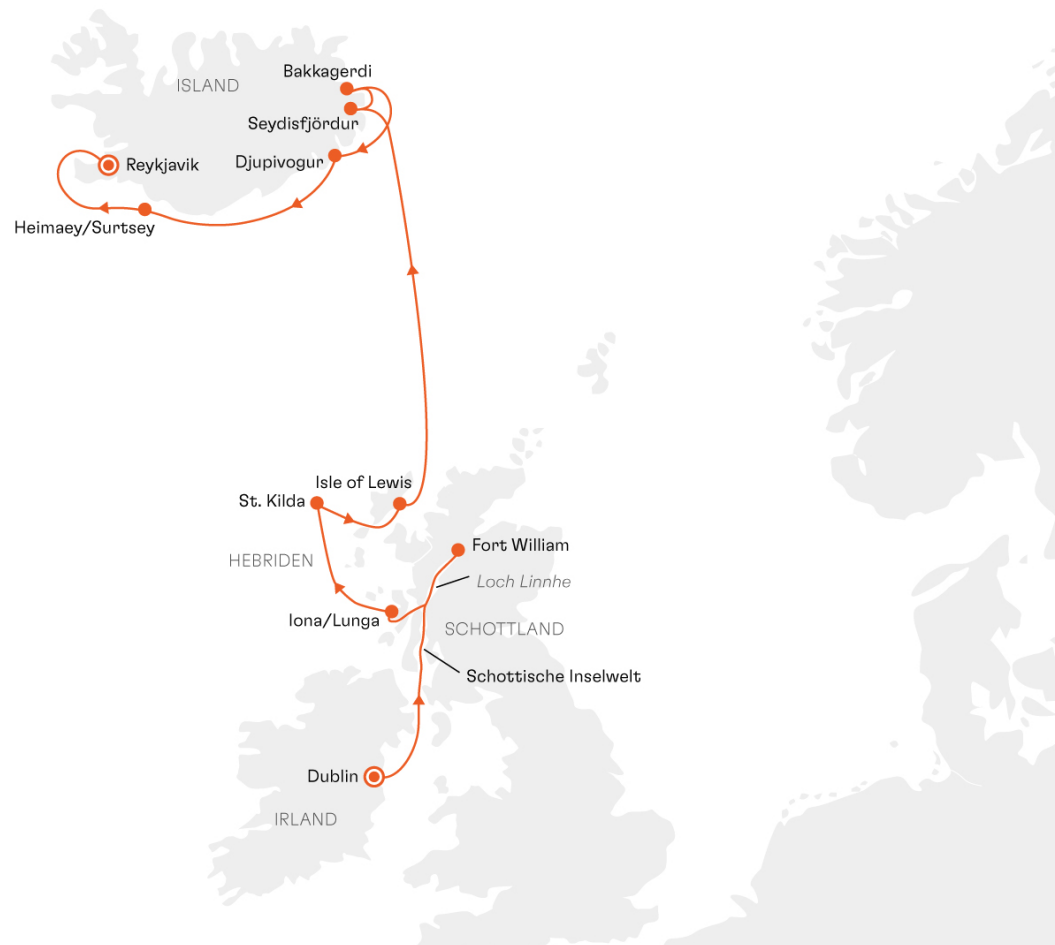 Bakkagerdi
ISLAND
Seydisfjördur
Djupivogur
Reykjavik
Heimaey/Surtsey
Isle of Lewis
St. Kilda
Fort William
HEBRIDEN
Loch Linnhe
Iona/Lunga
SCHOTTLAND
Schottische Inselwelt
Dublin
IRLAND